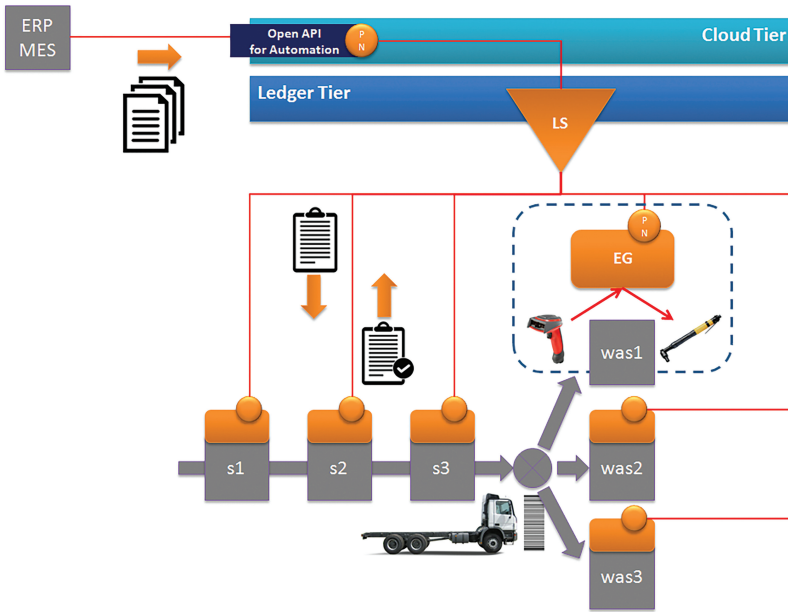 ERP
MES
Open API
for Automation
P
N
Cloud Tier
Ledger Tier
LS
P
N
EG
was1
s1
s2
s3
was2
was3